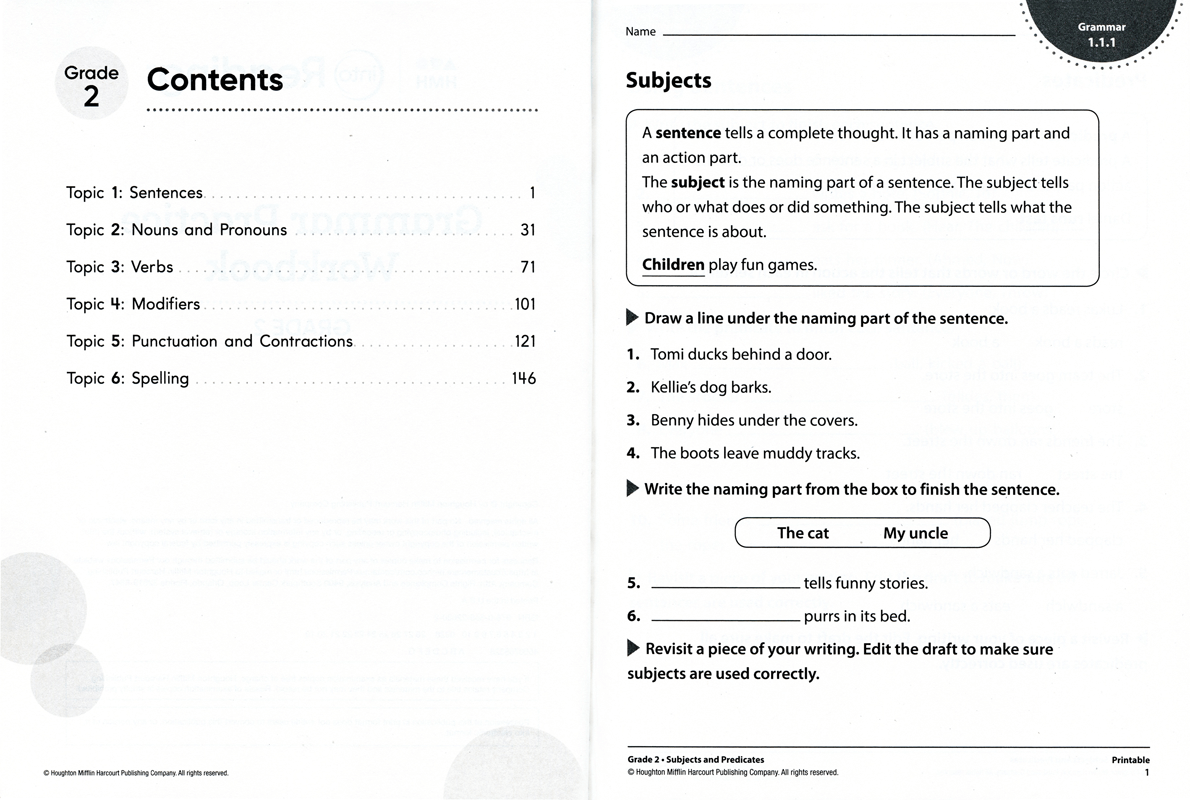 Grade
2
Contents
Topic 1: Sentences 1
Topic 2: Nouns and Pronouns 31
Topic 3: Verbs 71
Topic 4: Modifiers 101
Topic 5: Punctuation and Contractions 121
Topic 6: Spelling 146
© Houghton Mifflin Harcourt Publishing Company. All rights reserved.
Name
Grammar
1.1.1
Subjects
A sentence tells a complete thought. It has a naming part and
an action part.
The subject is the naming part of a sentence. The subject tells
who or what does or did something. The subject tells what the
sentence is about.
Children play fun games.
Draw a line under the naming part of the sentence.
1. Tomi ducks behind a door.
2. Kellie's dog barks.
3. Benny hides under the covers.
4. The boots leave muddy tracks.
Write the naming part from the box to finish the sentence.
The cat My uncle
5. tells funny stories.
6. purrs in its bed.
Revisit a piece of your writing. Edit the draft to make sure
subjects are used correctly.
Grade 2 • Subjects and Predicates Printable
© Houghton Mifflin Harcourt Publishing Company. All rights reserved. 1